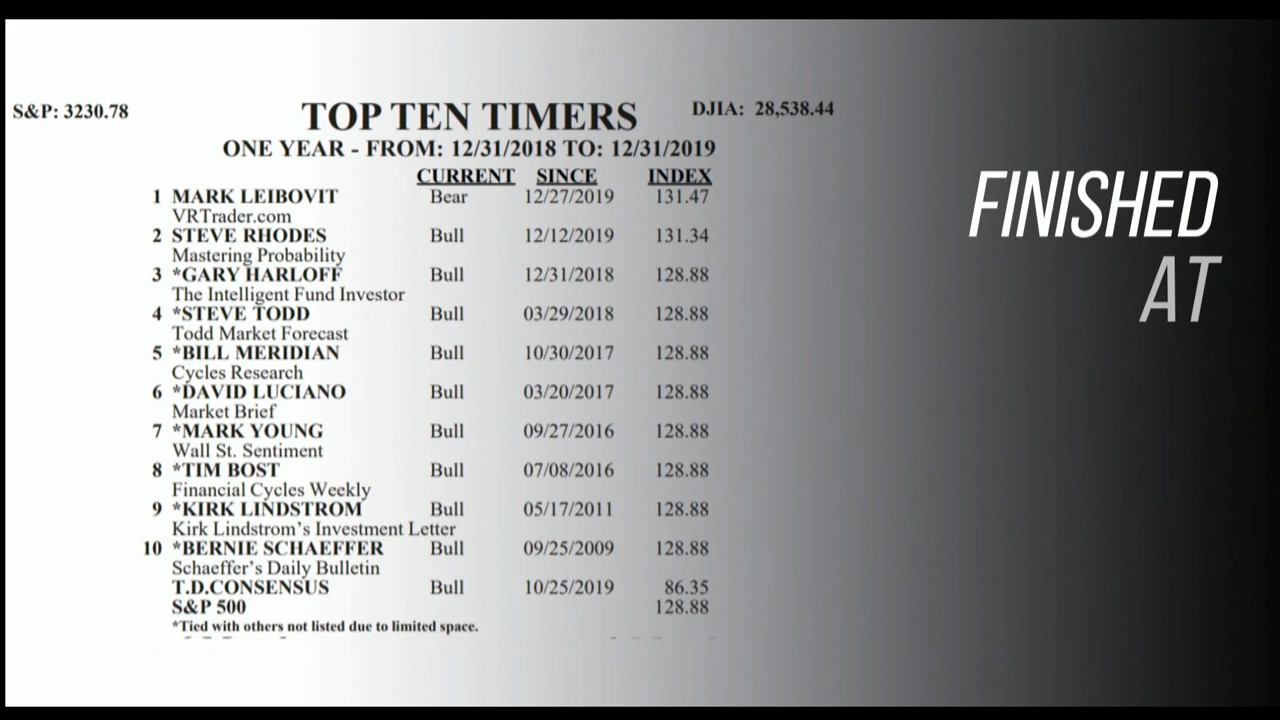 S&P: 3230.78
TOP TEN TIMERS
DJIA: 28,538.44
ONE YEAR - FROM: 12/31/2018 TO: 12/31/2019
CURRENT SINCE INDEX
1 MARK LEIBOVIT Bear 12/27/2019 131.47
VRTrader.com
2 STEVE RHODES Bull 12/12/2019 131.34
Mastering Probability
3 *GARY HARLOFF Bull 12/31/2018 128.88
The Intelligent Fund Investor
4 *STEVE TODD Bull 03/29/2018 128.88
Todd Market Forecast
5 *BILL MERIDIAN Bull 10/30/2017 128.88
Cycles Research
6 *DAVID LUCIANO Bull 03/20/2017 128.88
Market Brief
7 *MARK YOUNG Bull 09/27/2016 128.88
Wall St. Sentiment
8 *TIM BOST Bull 07/08/2016 128.88
Financial Cycles Weekly
9 *KIRK LINDSTROM Bull 05/17/2011 128.88
Kirk Lindstrom's Investment Letter
10 *BERNIE SCHAEFFER Bull 09/25/2009 128.88
Schaeffer's Daily Bulletin
T.D.CONSENSUS Bull 10/25/2019 86.35
S&P 500 128.88
*Tied with others not listed due to limited space.
FINISHED
AT